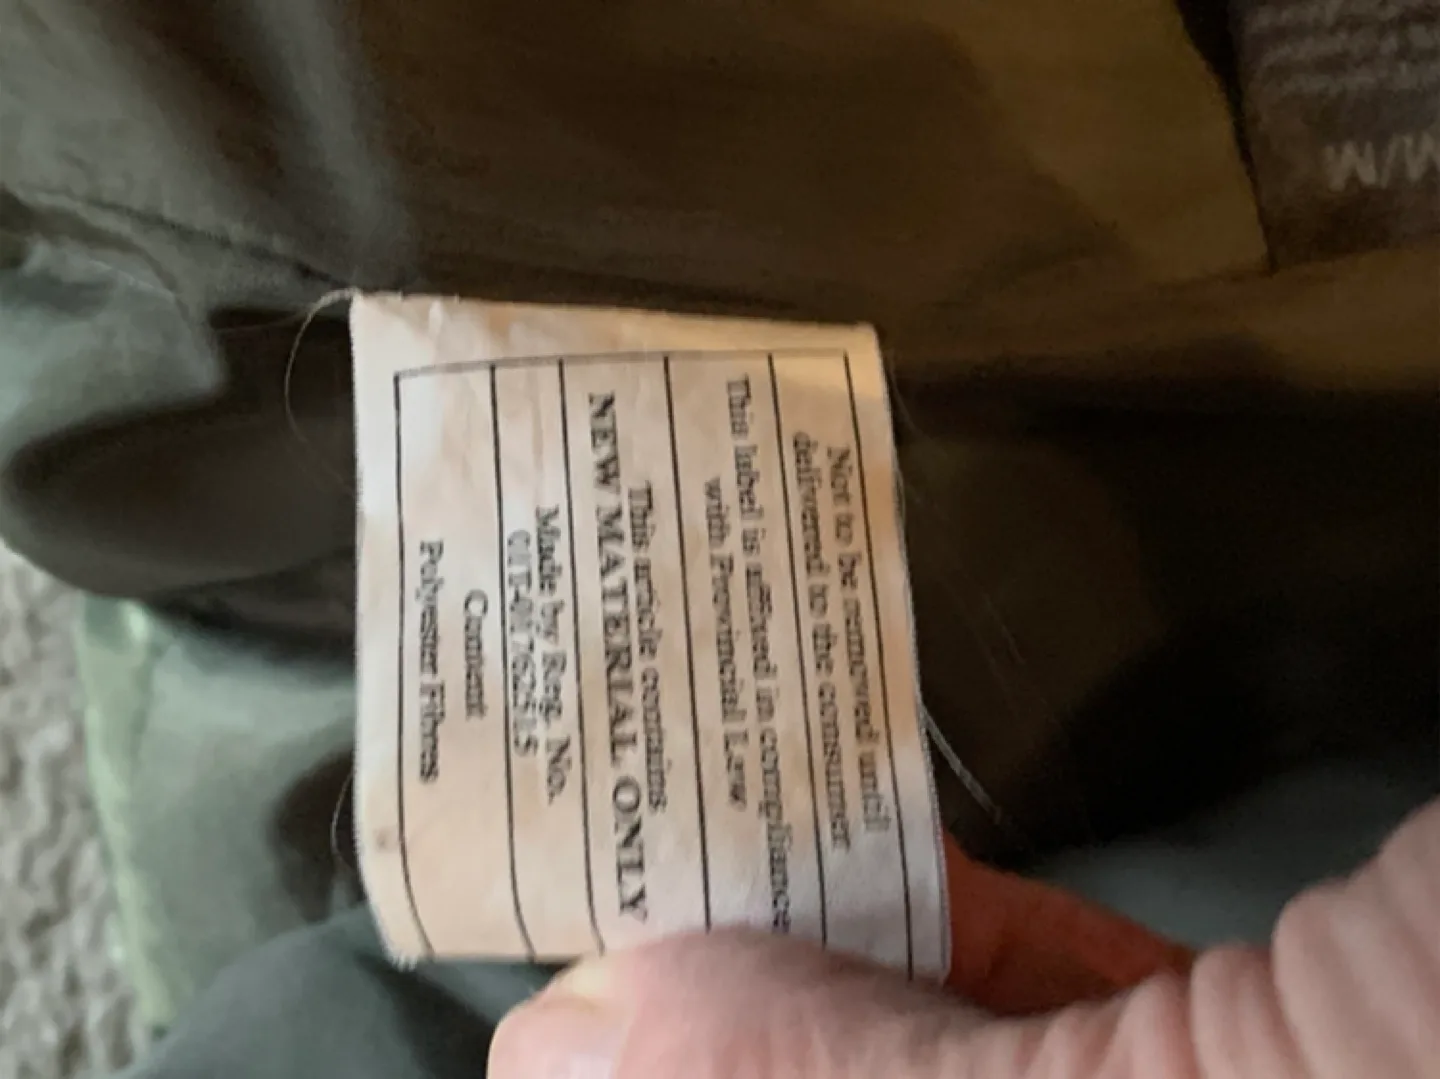 Not to be removed until
delivered to the consumer
This label is affixed in compliance
with Provincial Law
This article contains
NEW MATERIAL ONLY
Made by Reg. No.
Content
Polyester Fibres
M/M